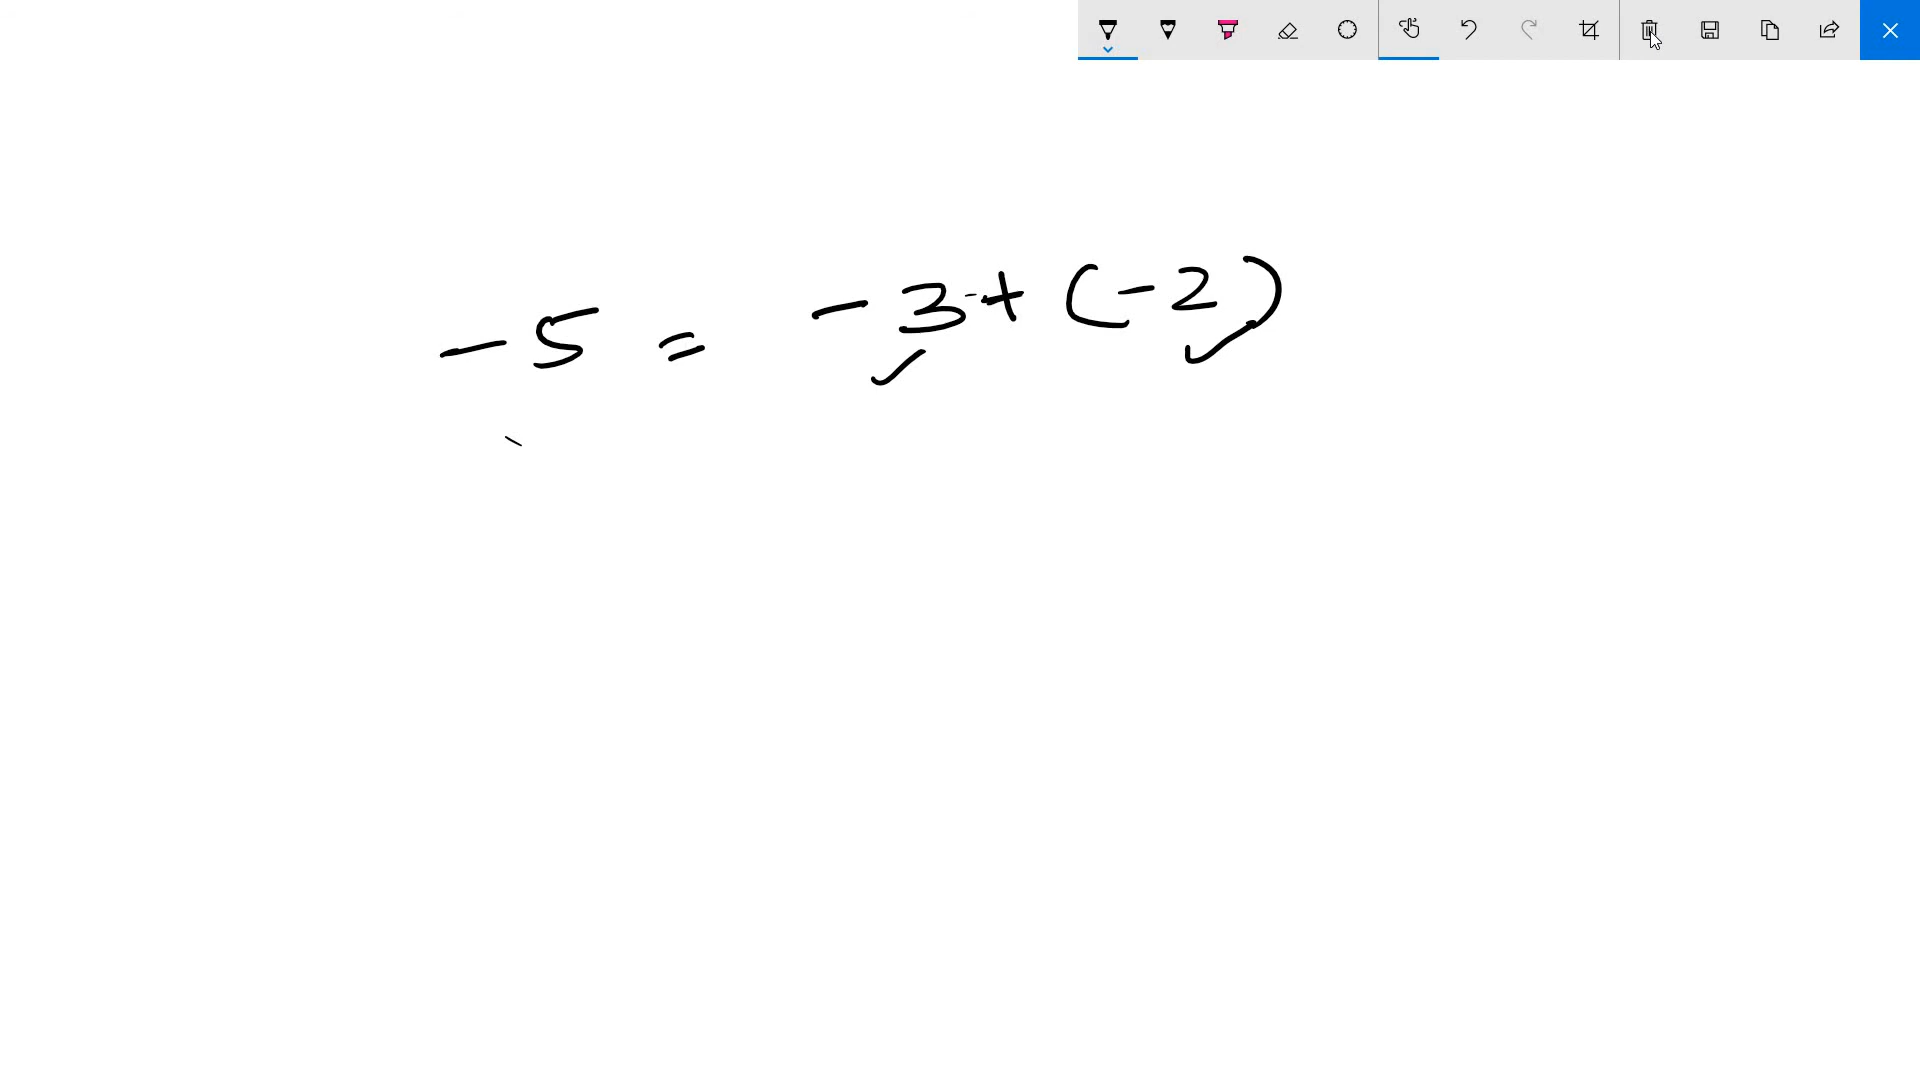 -5 = -3 + (-2)